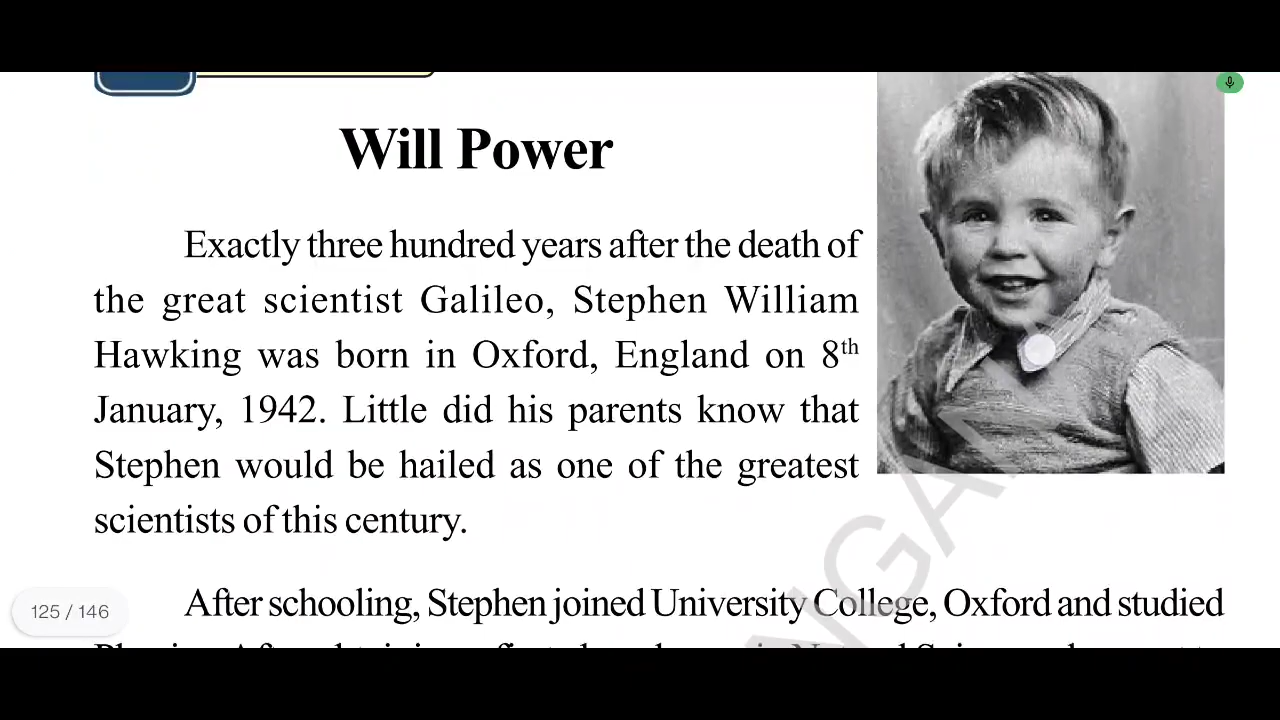 Will Power
Exactly three hundred years after the death of
the great scientist Galileo, Stephen William
Hawking was born in Oxford, England on 8th
January, 1942. Little did his parents know that
Stephen would be hailed as one of the greatest
scientists of this century.
After schooling, Stephen joined University College, Oxford and studied
125 / 146